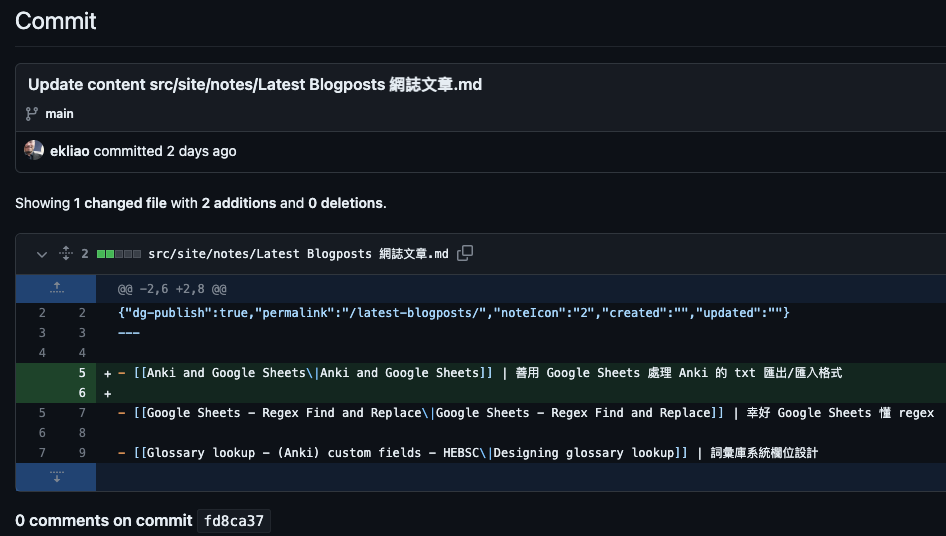 Commit
Update content src/site/notes/Latest Blogposts 網誌文章.md
main
ekliao committed 2 days ago
Showing 1 changed file with 2 additions and 0 deletions.
2 src/site/notes/Latest Blogposts 網誌文章.md
@@ -2,6 +2,8 @@
2 2 {"dg-publish":true,"permalink":"/latest-blogposts/","noteIcon":"2","created":"","updated":""}
3 3 ---
4 4
5 + - [[Anki and Google Sheets\|Anki and Google Sheets]] | 善用 Google Sheets 處理 Anki 的 txt 匯出/匯入格式
6 +
5 7 - [[Google Sheets - Regex Find and Replace\|Google Sheets - Regex Find and Replace]] | 幸好 Google Sheets 懂 regex
6 8
7 9 - [[Glossary lookup - (Anki) custom fields - HEBSC\|Designing glossary lookup]] | 詞彙庫系統欄位設計
0 comments on commit fd8ca37